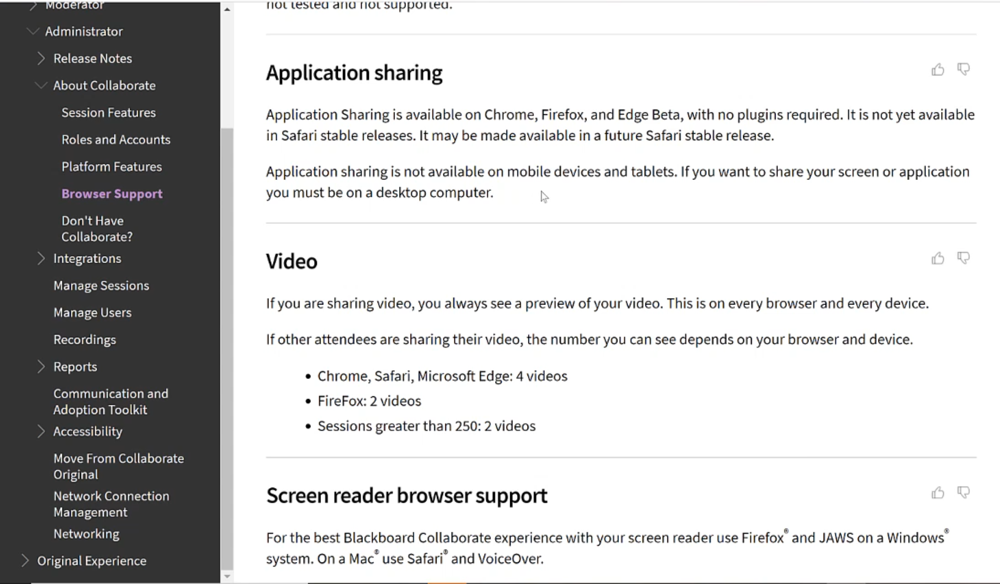 Moderator
Administrator
Release Notes
About Collaborate
Session Features
Roles and Accounts
Platform Features
Browser Support
Don't Have
Collaborate?
Integrations
Manage Sessions
Manage Users
Recordings
Reports
Communication and
Adoption Toolkit
Accessibility
Move From Collaborate
Original
Network Connection
Management
Networking
Original Experience
not tested and not supported.
Application sharing
Application Sharing is available on Chrome, Firefox, and Edge Beta, with no plugins required. It is not yet available
in Safari stable releases. It may be made available in a future Safari stable release.
Application sharing is not available on mobile devices and tablets. If you want to share your screen or application
you must be on a desktop computer.
Video
If you are sharing video, you always see a preview of your video. This is on every browser and every device.
If other attendees are sharing their video, the number you can see depends on your browser and device.
• Chrome, Safari, Microsoft Edge: 4 videos
• FireFox: 2 videos
• Sessions greater than 250: 2 videos
Screen reader browser support
For the best Blackboard Collaborate experience with your screen reader use Firefox® and JAWS on a Windows®
system. On a Mac® use Safari® and VoiceOver.